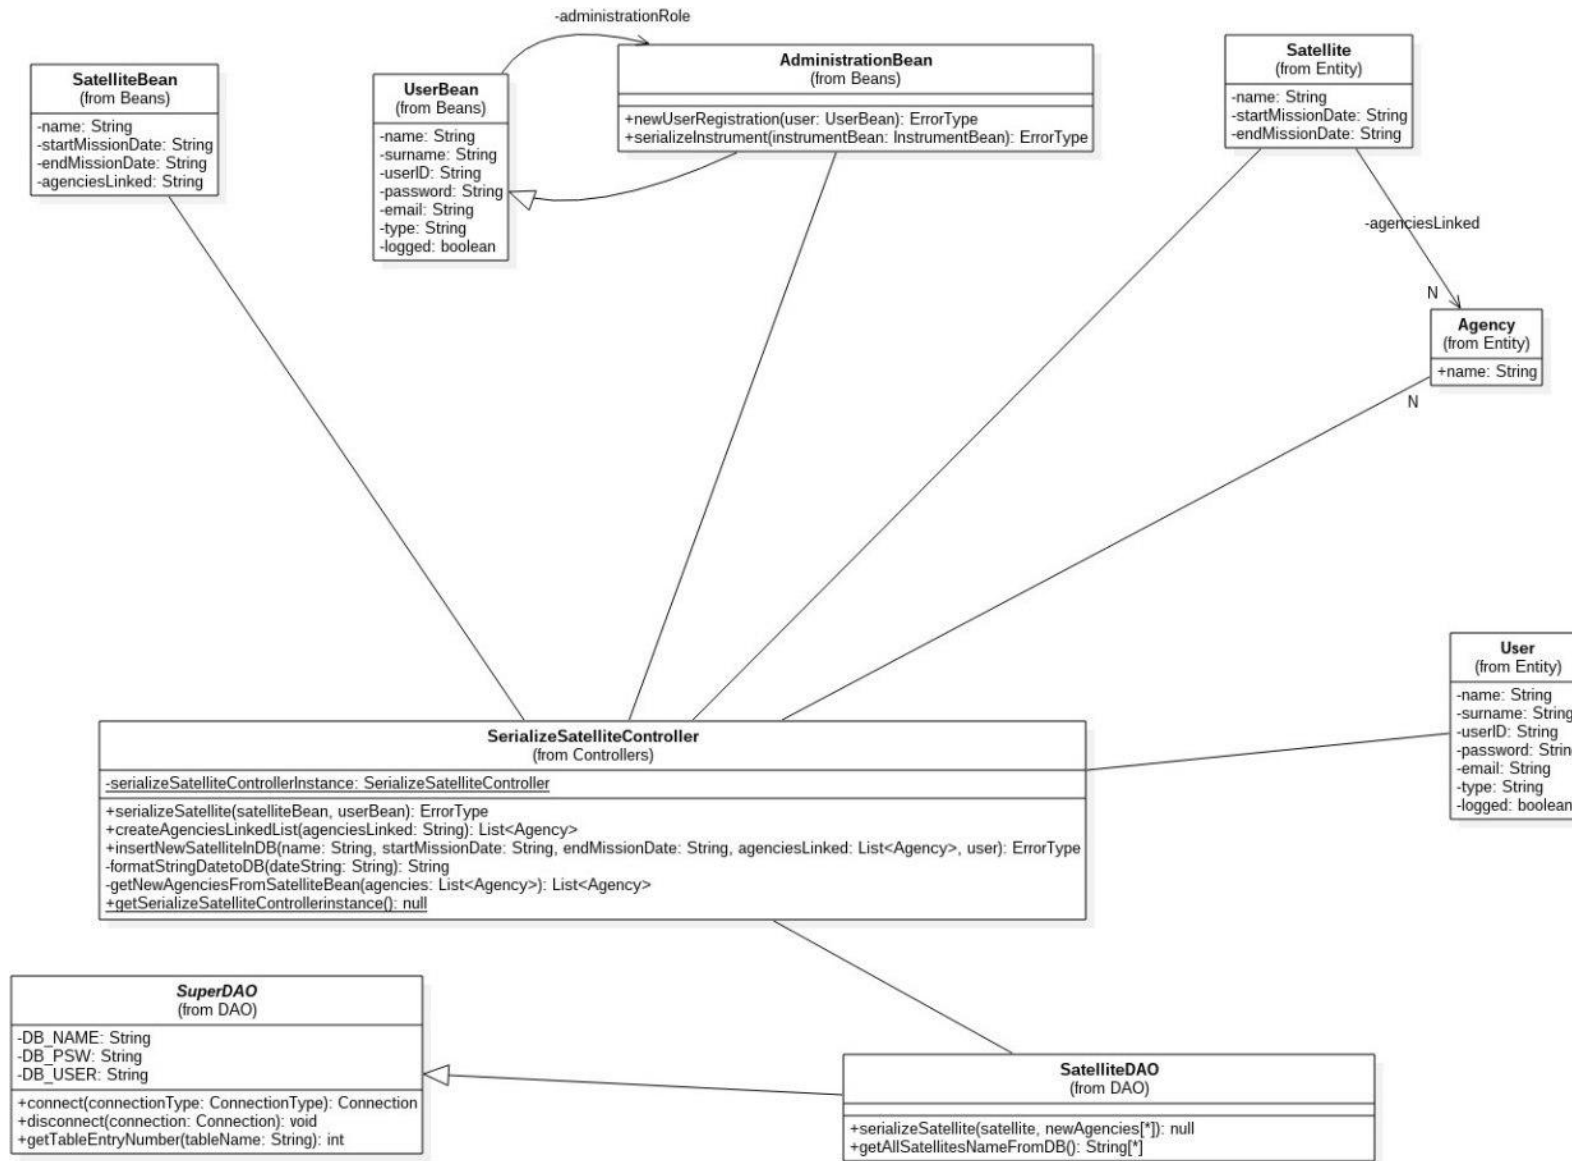 -administrationRole
SatelliteBean
(from Beans)
-name: String
-startMissionDate: String
-endMissionDate: String
-agenciesLinked: String
UserBean
(from Beans)
-name: String
-surname: String
-userID: String
-password: String
-email: String
-type: String
-logged: boolean
AdministrationBean
(from Beans)
+newUserRegistration(user: UserBean): ErrorType
+serializeInstrument(instrumentBean: InstrumentBean): ErrorType
Satellite
(from Entity)
-name: String
-startMissionDate: String
-endMissionDate: String
-agenciesLinked
N
Agency
(from Entity)
+name: String
N
User
(from Entity)
-name: String
-surname: String
-userID: String
-password: String
-email: String
-type: String
-logged: boolean
SerializeSatelliteController
(from Controllers)
-serializeSatelliteControllerInstance: SerializeSatelliteController
+serializeSatellite(satelliteBean, userBean): ErrorType
+createAgenciesLinkedList(agenciesLinked: String): List<Agency>
+insertNewSatelliteInDB(name: String, startMissionDate: String, endMissionDate: String, agenciesLinked: List<Agency>, user): ErrorType
-formatStringDatetoDB(dateString: String): String
-getNewAgenciesFromSatelliteBean(agencies: List<Agency>): List<Agency>
+getSerializeSatelliteControllerinstance(): null
SuperDAO
(from DAO)
-DB_NAME: String
-DB_PSW: String
-DB_USER: String
+connect(connectionType: ConnectionType): Connection
+disconnect(connection: Connection): void
+getTableEntryNumber(tableName: String): int
SatelliteDAO
(from DAO)
+serializeSatellite(satellite, newAgencies[*]): null
+getAllSatellitesNameFromDB(): String[*]